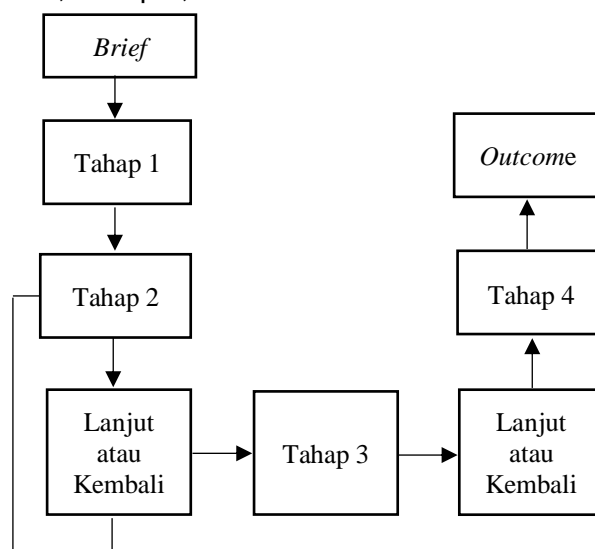 Brief
Tahap 1
Tahap 2
Lanjut
atau
Kembali
Tahap 3
Lanjut
atau
Kembali
Tahap 4
Outcome